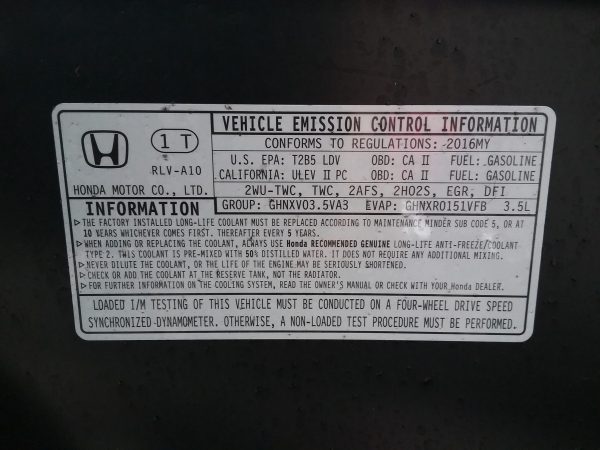 VEHICLE EMISSION CONTROL INFORMATION
1 T
RLV-A10
HONDA MOTOR CO., LTD.
CONFORMS TO REGULATIONS: 2016MY
U.S. EPA: T2B5 LDV OBD: CA II FUEL: GASOLINE
CALIFORNIA: ULEV II PC OBD: CA II FUEL: GASOLINE
2WU-TWC, TWC, 2AFS, 2HO2S, EGR, DFI
GROUP: GHNXV03.5VA3 EVAP: GHNXR0151VFB 3.5L
INFORMATION
▷THE FACTORY INSTALLED LONG-LIFE COOLANT MUST BE REPLACED ACCORDING TO MAINTENANCE MINDER SUB CODE 5, OR AT
10 YEARS WHICHEVER COMES FIRST. THEREAFTER EVERY 5 YEARS.
▷WHEN ADDING OR REPLACING THE COOLANT, ALWAYS USE Honda RECOMMENDED GENUINE LONG-LIFE ANTI-FREEZE/COOLANT
TYPE 2. THIS COOLANT IS PRE-MIXED WITH 50% DISTILLED WATER. IT DOES NOT REQUIRE ANY ADDITIONAL MIXING.
▷NEVER DILUTE THE COOLANT, OR THE LIFE OF THE ENGINE MAY BE SERIOUSLY SHORTENED.
▷CHECK OR ADD THE COOLANT AT THE RESERVE TANK, NOT THE RADIATOR.
▷FOR FURTHER INFORMATION ON THE COOLING SYSTEM, READ THE OWNER'S MANUAL OR CHECK WITH YOUR Honda DEALER.
LOADED I/M TESTING OF THIS VEHICLE MUST BE CONDUCTED ON A FOUR-WHEEL DRIVE SPEED
SYNCHRONIZED-DYNAMOMETER. OTHERWISE, A NON-LOADED TEST PROCEDURE MUST BE PERFORMED.